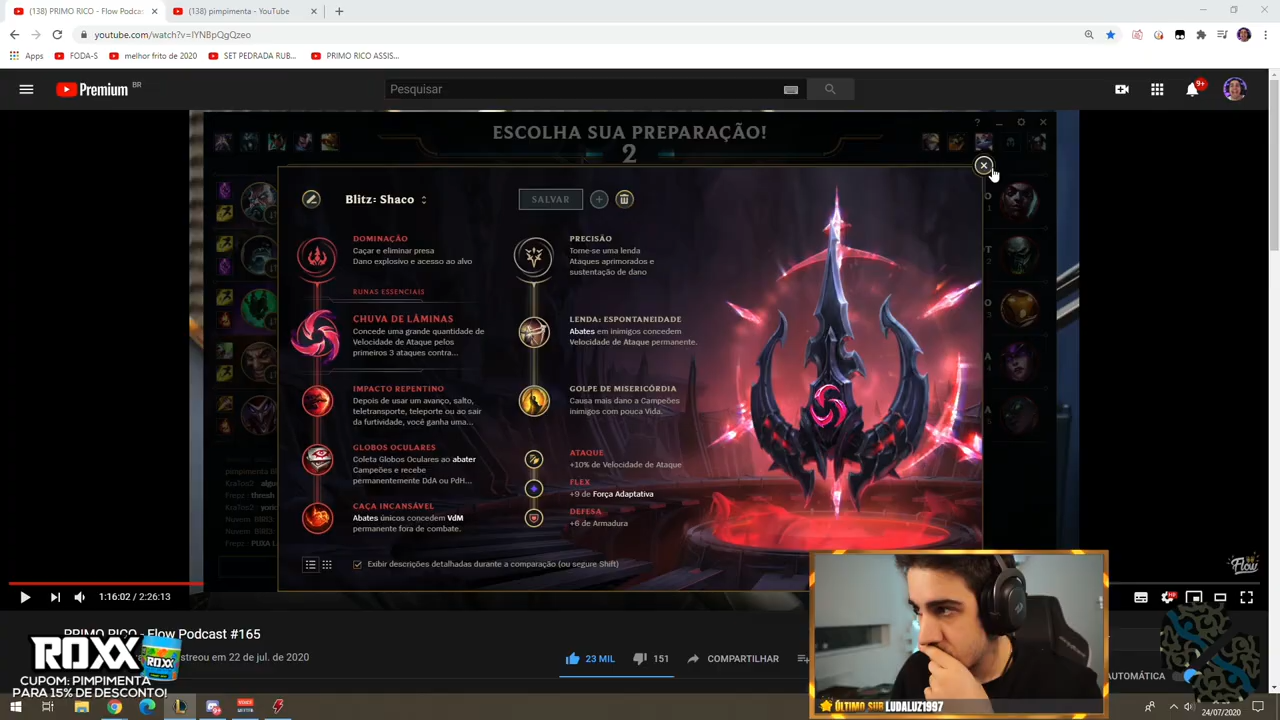 (138) PRIMO RICO - Flow Podcas
(138) pimpimenta - YouTube
youtube.com/watch?v=IYNBpQgQzeo
Apps
FODA-S
melhor frito de 2020
SET PEDRADA RUB...
PRIMO RICO ASSIS...
Premium
BR
Pesquisar
9+
ESCOLHA SUA PREPARAÇÃO!
2
Blitz: Shaco
SALVAR
DOMINAÇÃO
Caçar e eliminar presa
Dano explosivo e acesso ao alvo
RUNAS ESSENCIAIS
CHUVA DE LÂMINAS
Concede uma grande quantidade de
Velocidade de Ataque pelos
primeiros 3 ataques contra...
IMPACTO REPENTINO
Depois de usar um avanço, salto,
teletransporte, teleporte ou ao sair
da furtividade, você ganha uma...
GLOBOS OCULARES
Coleta Globos Oculares ao abater
Campeões e recebe
permanentemente DdA ou PdH...
CAÇA INCANSÁVEL
Abates únicos concedem VdM
permanente fora de combate.
PRECISÃO
Torne-se uma lenda
Ataques aprimorados e
sustentação de dano
LENDA: ESPONTANEIDADE
Abates em inimigos concedem
Velocidade de Ataque permanente.
GOLPE DE MISERICÓRDIA
Causa mais dano a Campeões
inimigos com pouca Vida.
ATAQUE
+10% de Velocidade de Ataque
FLEX
+9 de Força Adaptativa
DEFESA
+6 de Armadura
Exibir descrições detalhadas durante a comparação (ou segure Shift)
pimpimenta
Flow
1:16:02 / 2:26:13
PRIMO RICO - Flow Podcast #165
streou em 22 de jul. de 2020
23 MIL
151
COMPARTILHAR
AUTOMÁTICA
ROXX
ROXX
CUPOM: PIMPIMENTA
PARA 15% DE DESCONTO!
ÚLTIMO SUB LUDALUZ1997
24/07/2020